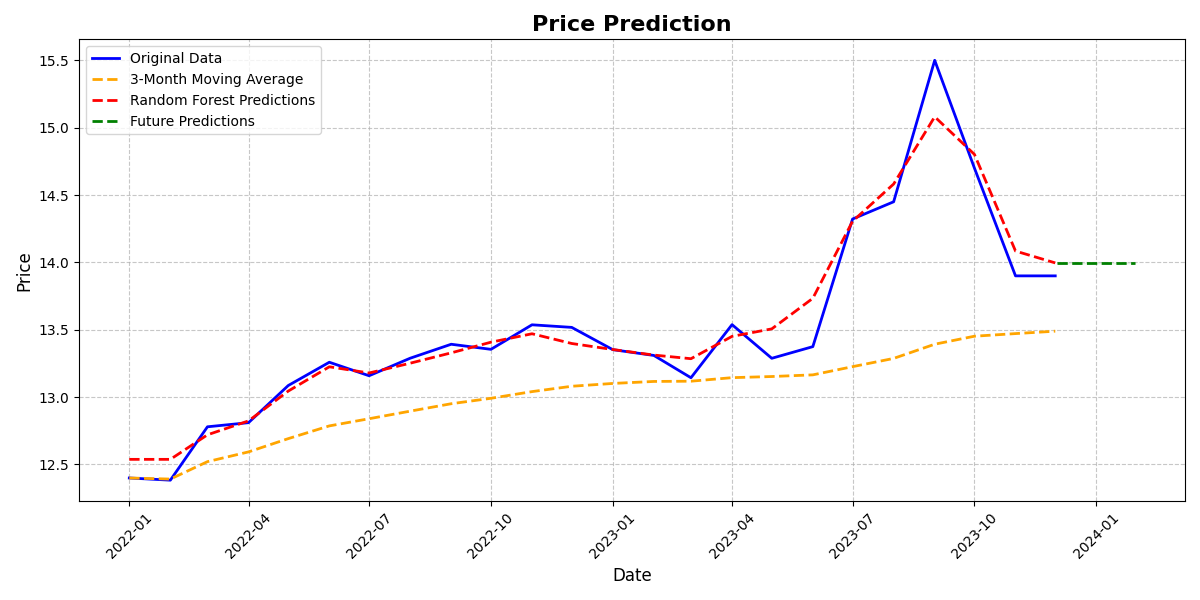 Price Prediction
Original Data
3-Month Moving Average
Random Forest Predictions
Future Predictions
Price
15.5
15.0
14.5
14.0
13.5
13.0
12.5
2022-01
2022-04
2022-07
2022-10
2023-01
2023-04
2023-07
2023-10
2024-01
Date